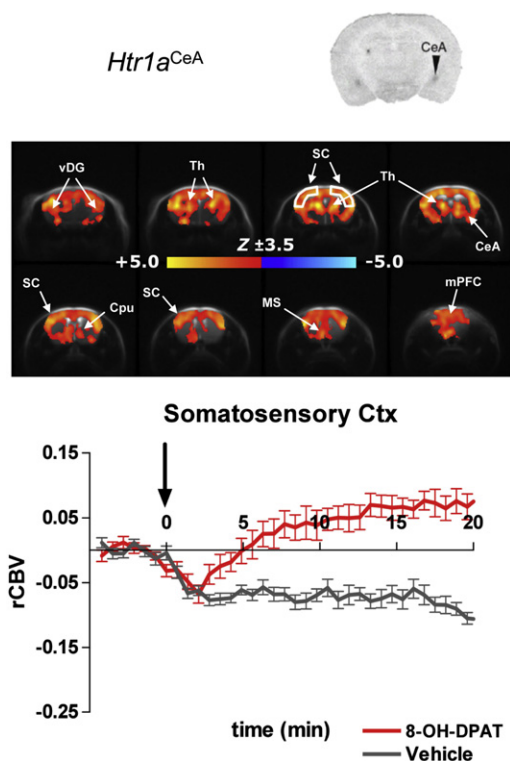 Htr1a^CeA
CeA
vDG
Th
SC
Th
CeA
Z ±3.5
+5.0
-5.0
SC
Cpu
SC
MS
mPFC
Somatosensory Ctx
0.15
0.05
-0.05
-0.15
-0.25
0 5 10 15 20
rCBV
time (min)
8-OH-DPAT
Vehicle